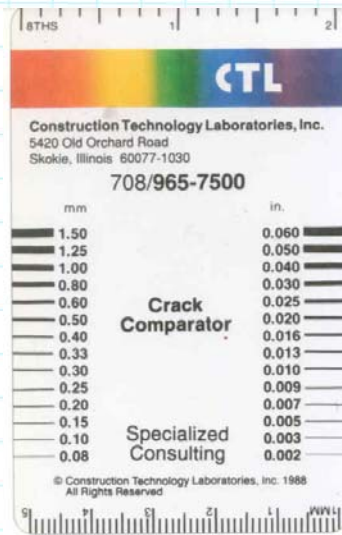 8THS 1 2
CTL
Construction Technology Laboratories, Inc.
5420 Old Orchard Road
Skokie, Illinois 60077-1030
708/965-7500
mm in.
1.50 0.060
1.25 0.050
1.00 0.040
0.80 0.030
0.60 0.025
0.50 0.020
0.40 0.016
0.33 0.013
0.30 0.010
0.25 0.009
0.20 0.007
0.15 0.005
0.10 0.003
0.08 0.002
Crack
Comparator
Specialized
Consulting
© Construction Technology Laboratories, Inc. 1988
All Rights Reserved
5 4 3 2 1 1MM